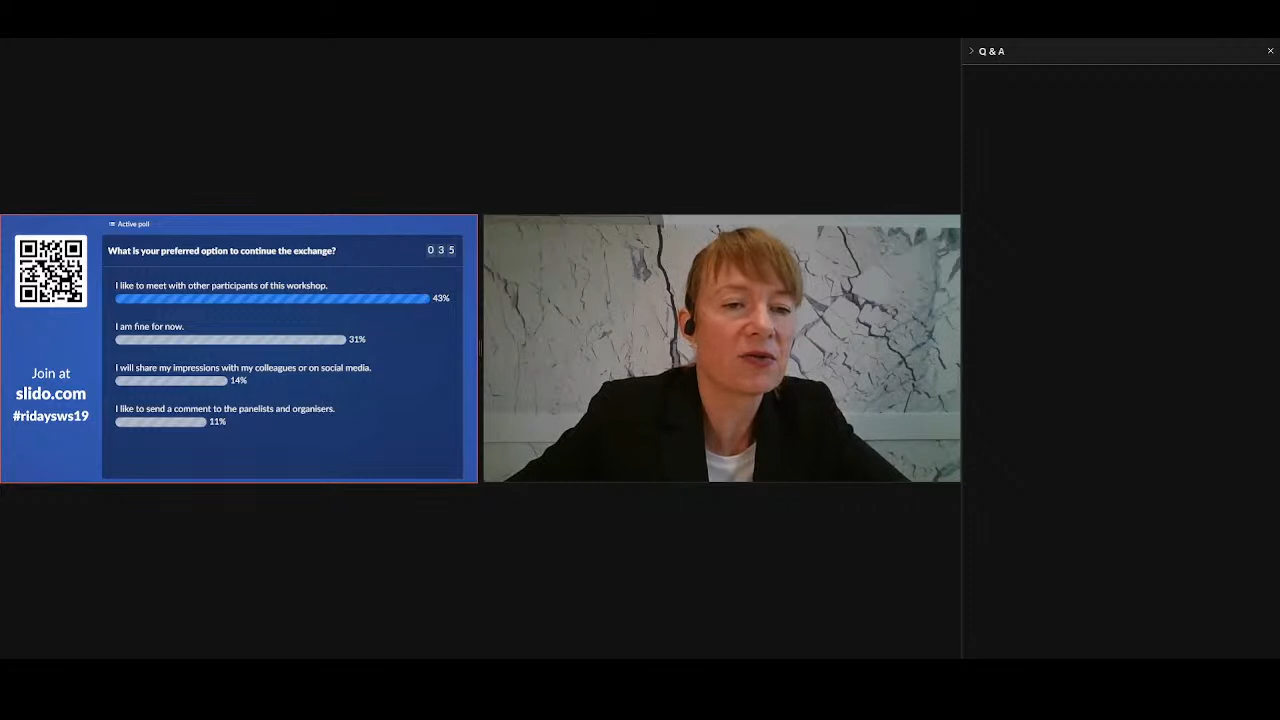 Active poll
What is your preferred option to continue the exchange?
0 3 5
I like to meet with other participants of this workshop.
43%
I am fine for now.
31%
I will share my impressions with my colleagues or on social media.
14%
I like to send a comment to the panelists and organisers.
11%
Join at
slido.com
#ridaysws19
Q & A